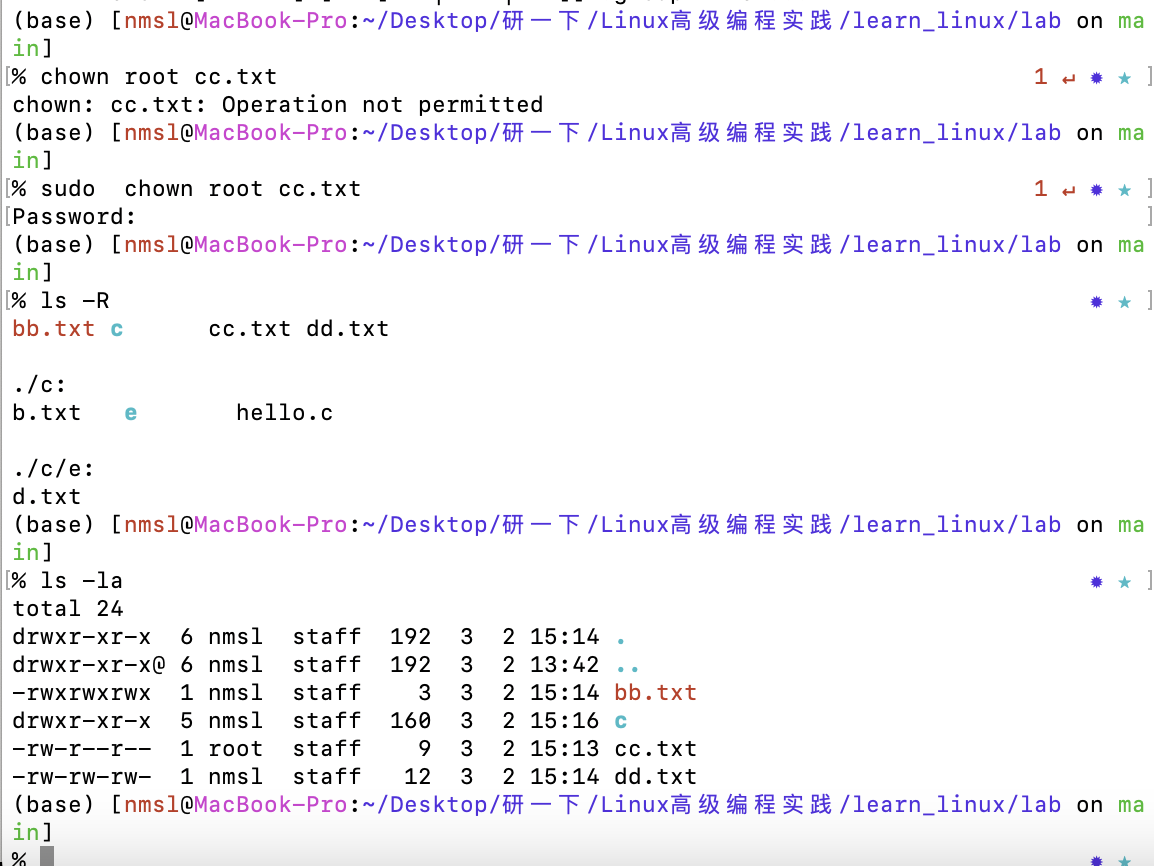 (base) [nmsl@MacBook-Pro:~/Desktop/研一下/Linux高级编程实践/learn_linux/lab on ma
in]
[% chown root cc.txt 1 ↵ ✹ ★ ]
chown: cc.txt: Operation not permitted
(base) [nmsl@MacBook-Pro:~/Desktop/研一下/Linux高级编程实践/learn_linux/lab on ma
in]
[% sudo  chown root cc.txt 1 ↵ ✹ ★ ]
[Password: ]
(base) [nmsl@MacBook-Pro:~/Desktop/研一下/Linux高级编程实践/learn_linux/lab on ma
in]
[% ls -R ✹ ★ ]
bb.txt c      cc.txt dd.txt
./c:
b.txt   e       hello.c
./c/e:
d.txt
(base) [nmsl@MacBook-Pro:~/Desktop/研一下/Linux高级编程实践/learn_linux/lab on ma
in]
[% ls -la ✹ ★ ]
total 24
drwxr-xr-x  6 nmsl  staff  192  3  2 15:14 .
drwxr-xr-x@ 6 nmsl  staff  192  3  2 13:42 ..
-rwxrwxrwx  1 nmsl  staff    3  3  2 15:14 bb.txt
drwxr-xr-x  5 nmsl  staff  160  3  2 15:16 c
-rw-r--r--  1 root  staff    9  3  2 15:13 cc.txt
-rw-rw-rw-  1 nmsl  staff   12  3  2 15:14 dd.txt
(base) [nmsl@MacBook-Pro:~/Desktop/研一下/Linux高级编程实践/learn_linux/lab on ma
in]
% ✹ ★